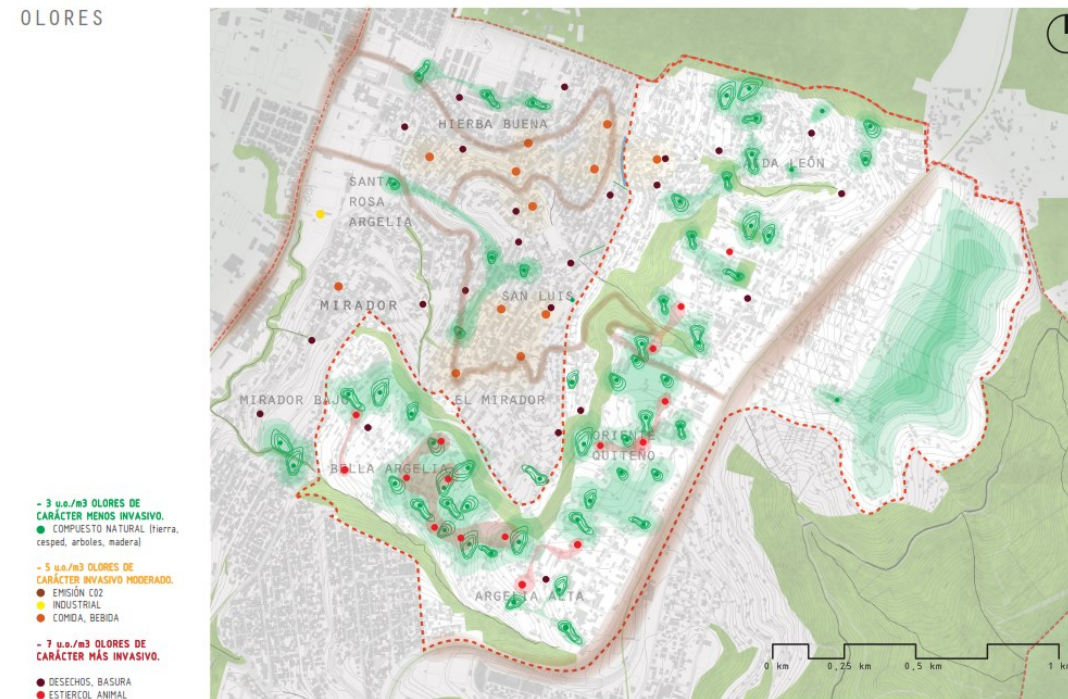 OLORES
HIERBA BUENA
ALDA LEÓN
SANTA
ROSA
ARGELIA
SAN LUIS
MIRADOR
MIRADOR BAJO
EL MIRADOR
ORIENTE
QUITEÑO
BELLA ARGELIA
ARGELIA ALTA
- 3 u.o./m3 OLORES DE
CARÁCTER MENOS INVASIVO.
COMPUESTO NATURAL (tierra,
cesped, arboles, madera)
- 5 u.o./m3 OLORES DE
CARÁCTER INVASIVO MODERADO.
EMISIÓN CO2
INDUSTRIAL
COMIDA, BEBIDA
- 7 u.o./m3 OLORES DE
CARÁCTER MÁS INVASIVO.
DESECHOS, BASURA
ESTIERCOL ANIMAL
0 km 0,25 km 0,5 km 1 km